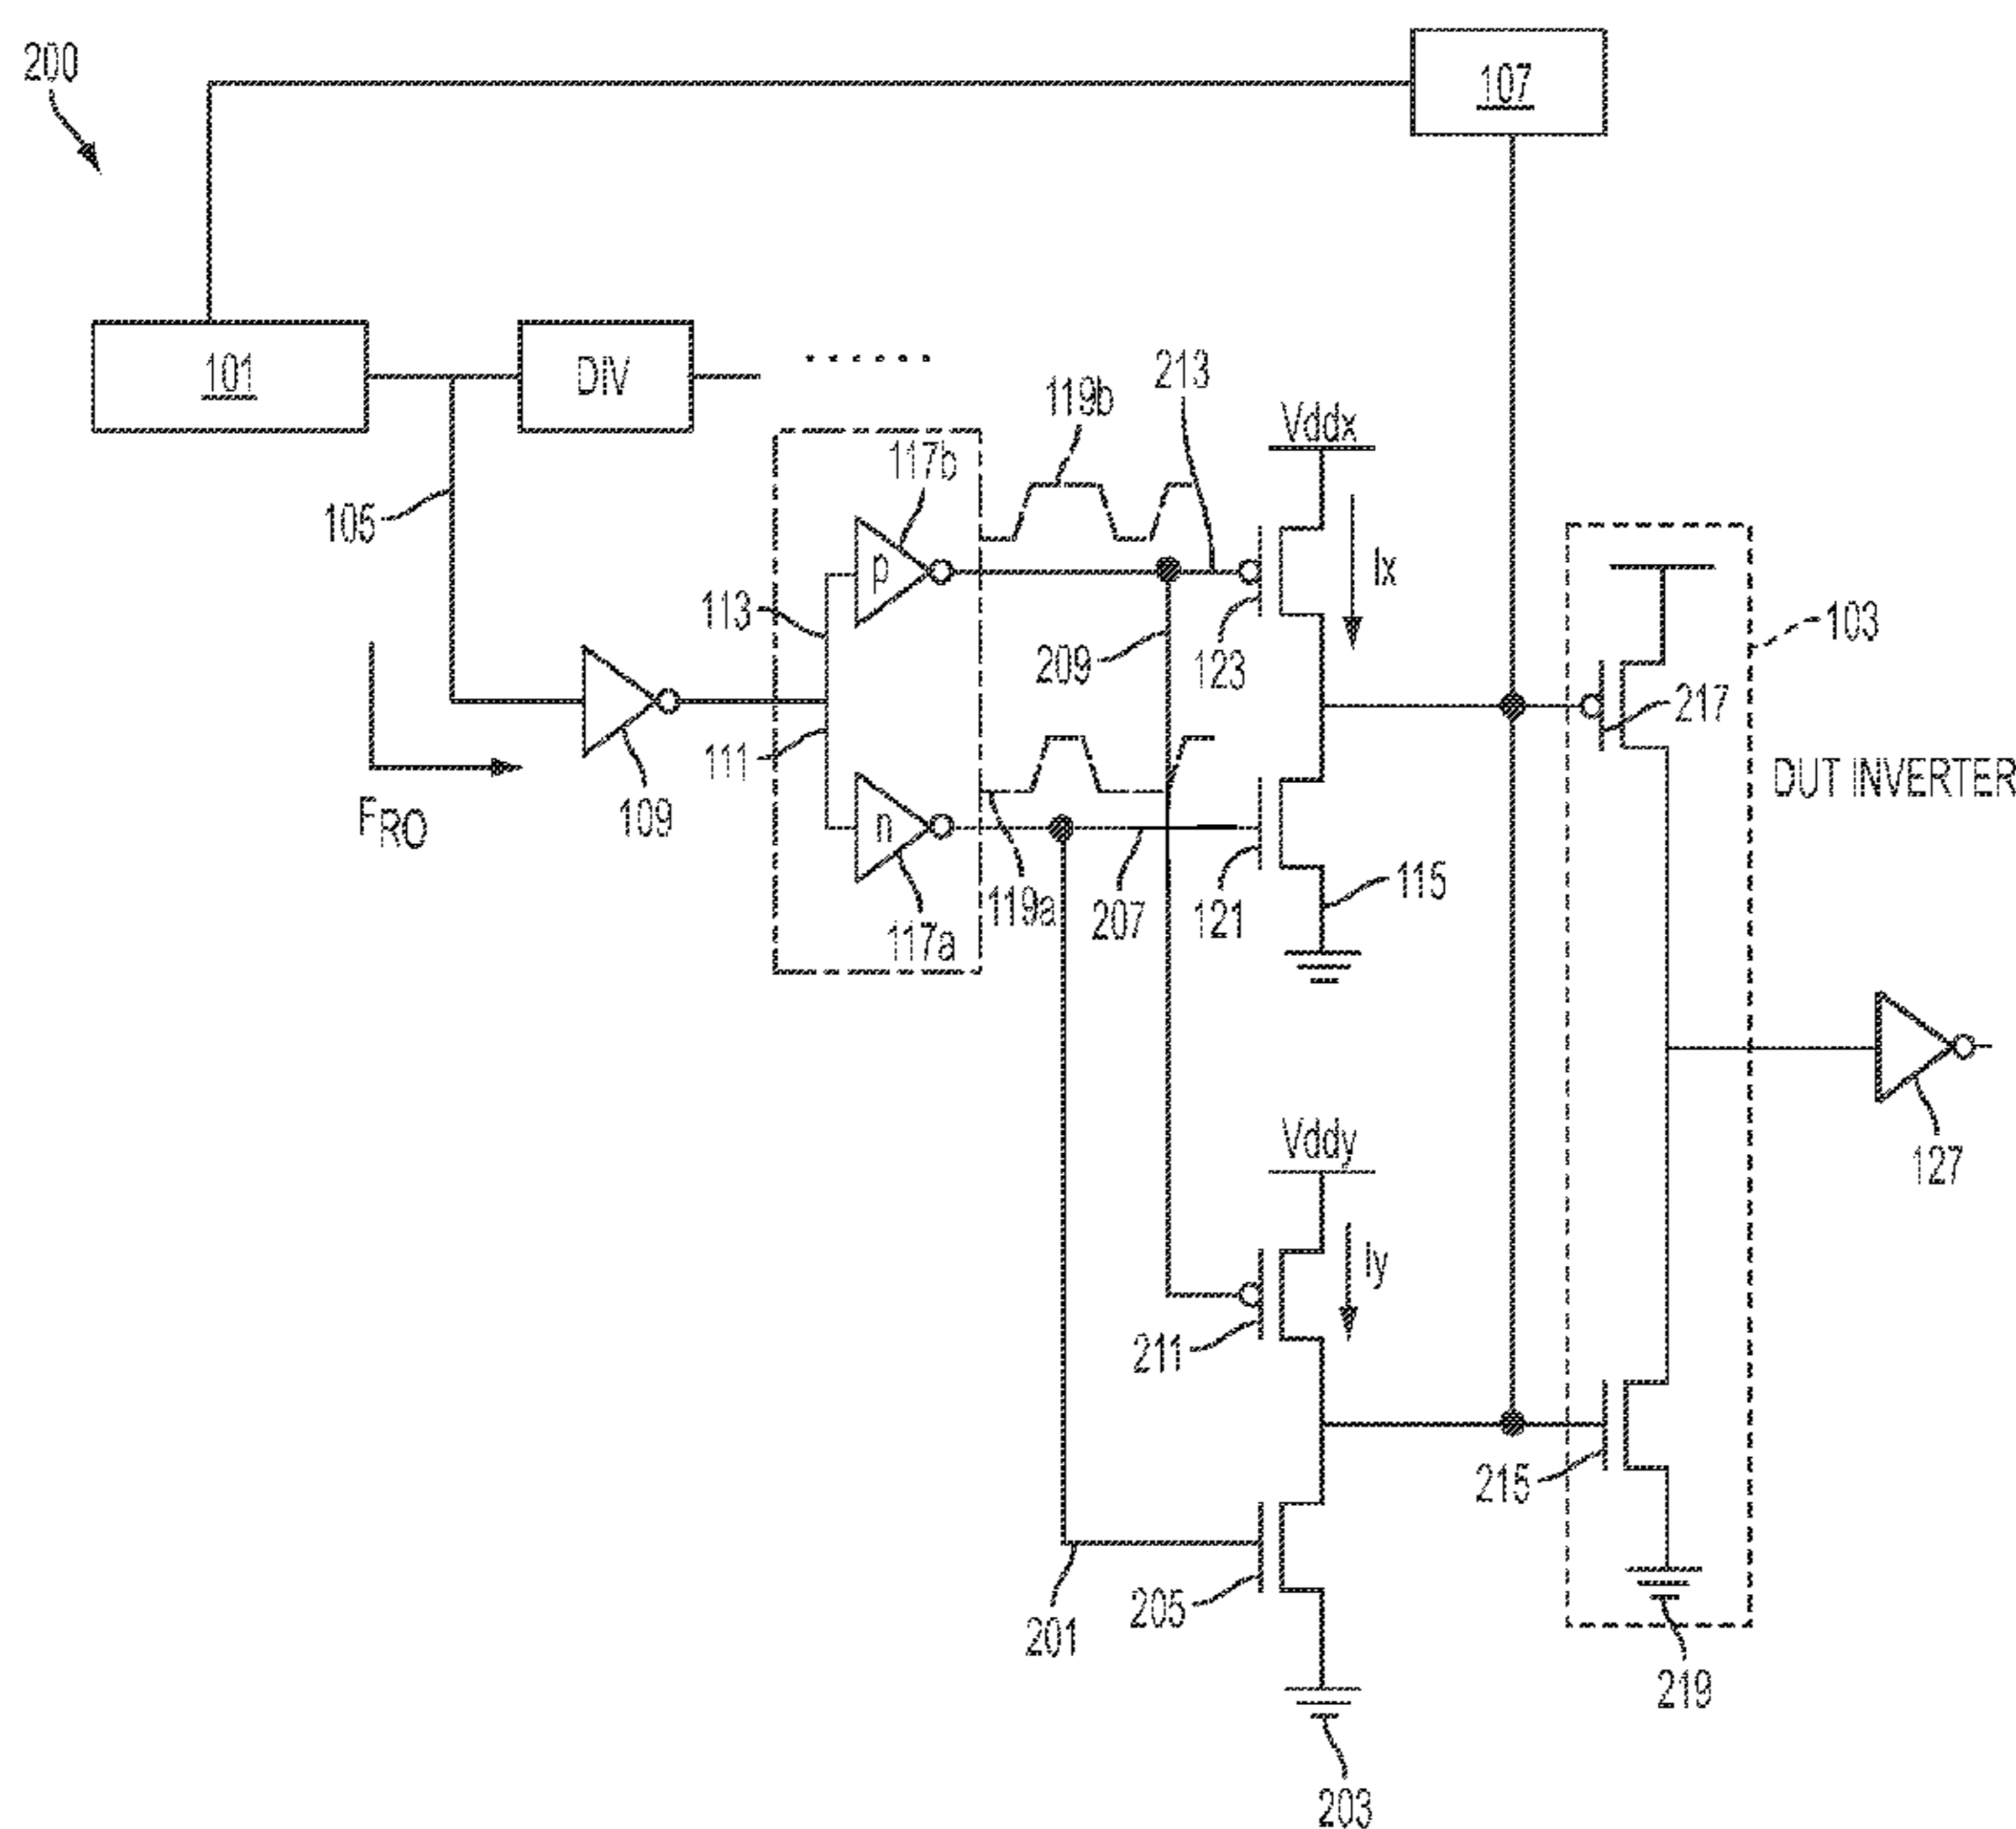 200
107
101
DIV
......
119b
213
Vddx
117b
105
p
Ix
113
209
123
103
217
111
DUT INVERTER
FRO
109
n
115
119a
207
121
117a
Vddy
127
Iy
211
215
205
201
219
203